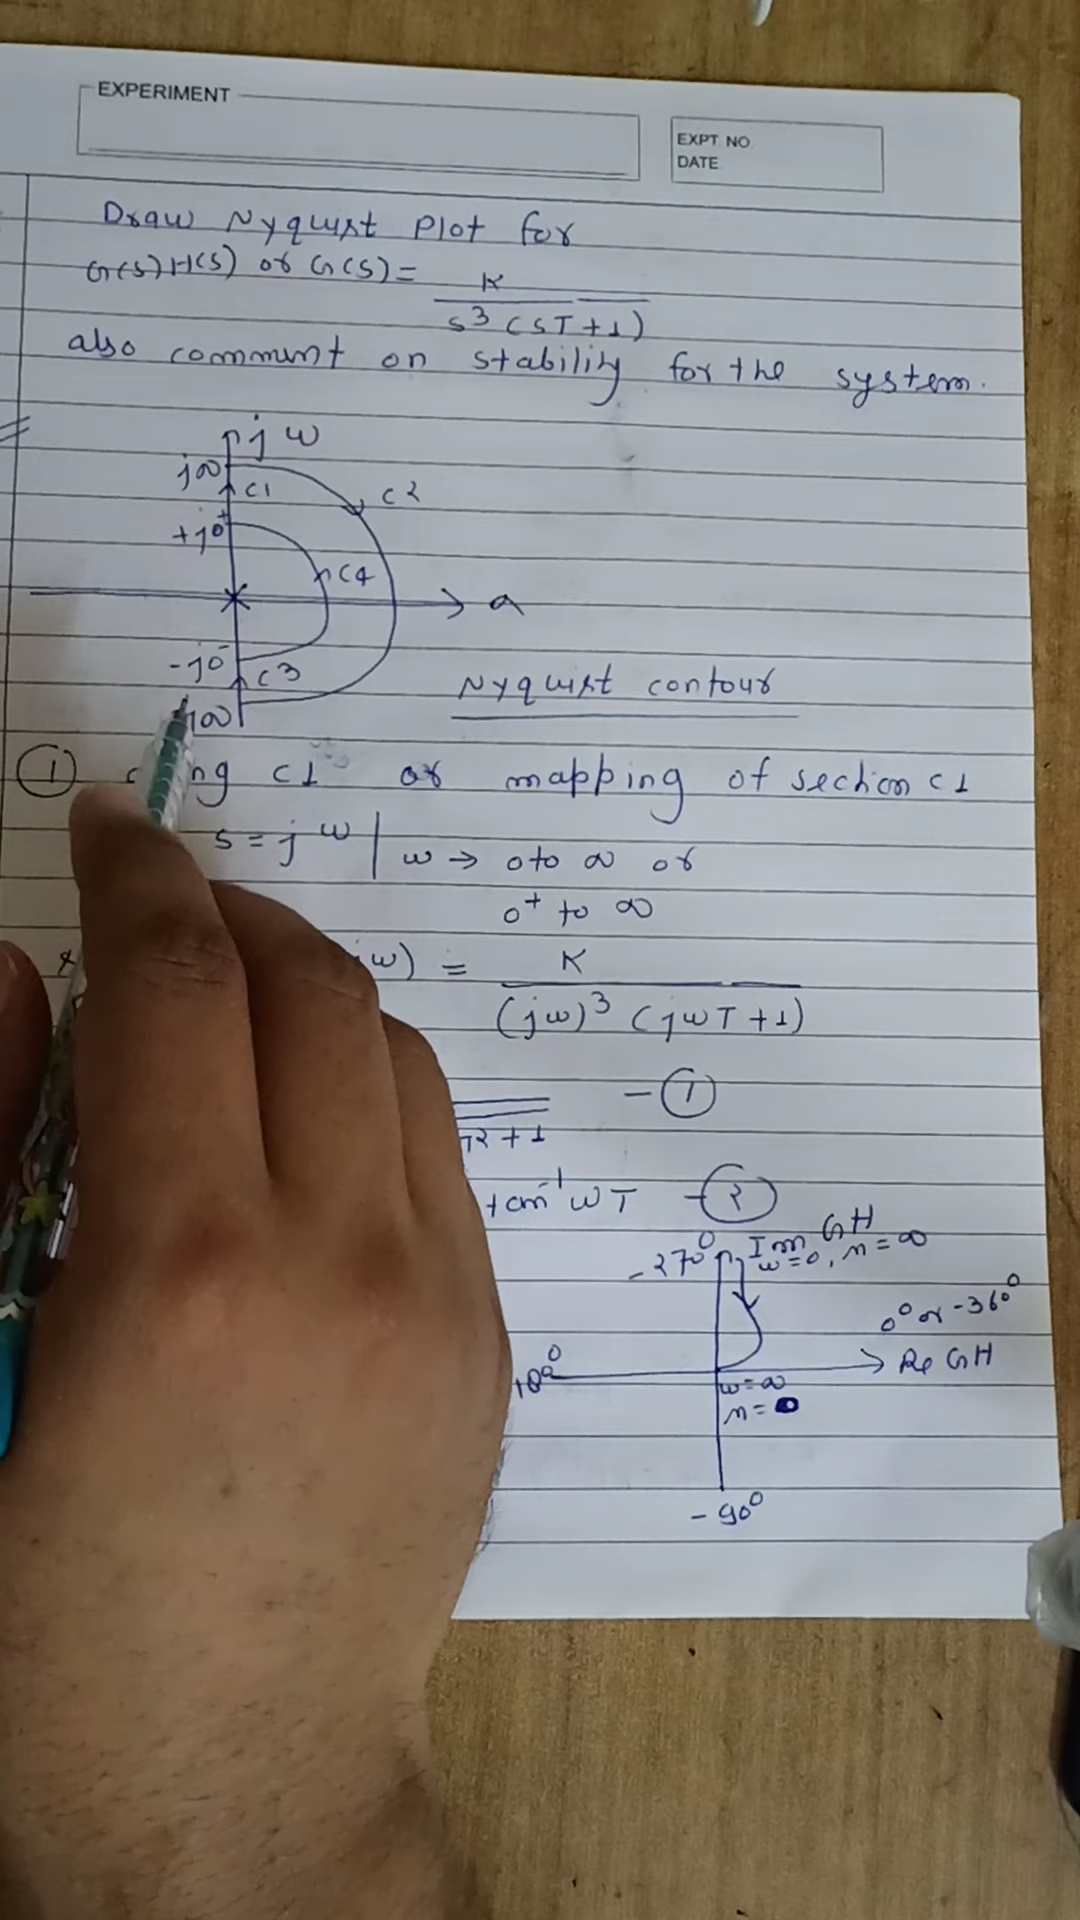 EXPERIMENT
EXPT. NO.
DATE
Draw Nyquist Plot for
G(s)H(s) or G(s) = K
s³ (sT+1)
also comment on stability for the system.
jω
j∞
C1
C2
+j0⁺
C4
σ
-j0⁻
C3
Nyquist contour
j∞
① C1 or mapping of section C1
s = jω | ω → 0 to ∞ or
0⁺ to ∞
ω) = K
(jω)³ (jωT+1)
- ①
T²+1
tan⁻¹ ωT - ②
-270° Im GH
ω=0, M=∞
0° or -360°
Re GH
180°
ω=∞
M=0
-90°